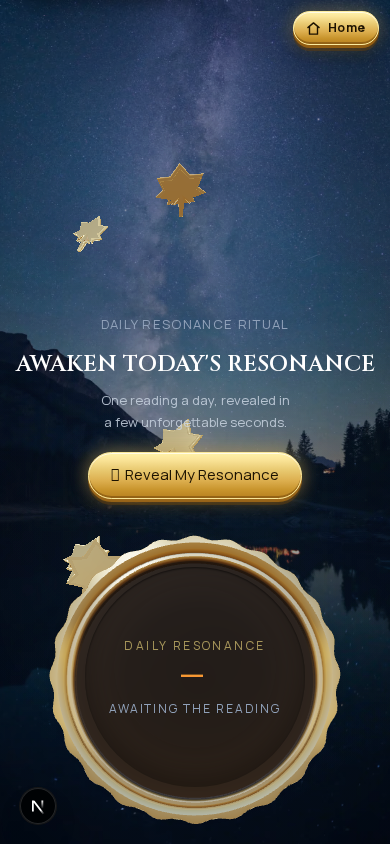 Home
DAILY RESONANCE RITUAL
AWAKEN TODAY'S RESONANCE
One reading a day, revealed in
a few unforgettable seconds.
Reveal My Resonance
DAILY RESONANCE
AWAITING THE READING
N